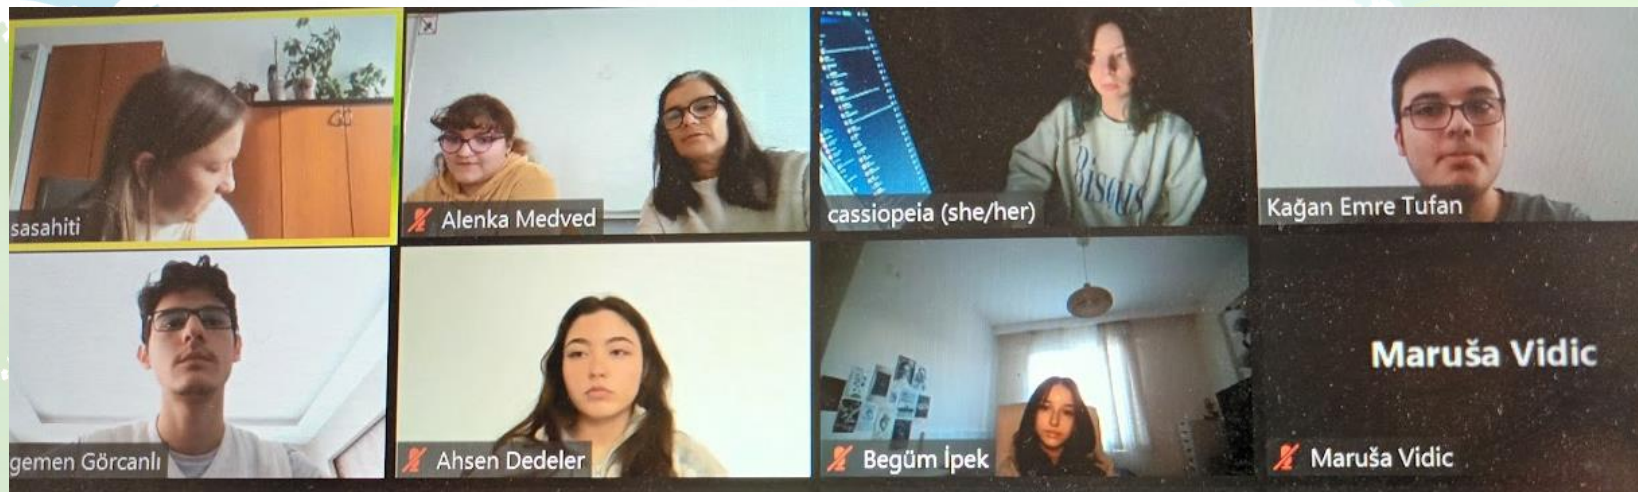 sasahiti
Alenka Medved
cassiopeia (she/her)
Bisous
Kağan Emre Tufan
gemen Görcanlı
Ahsen Dedeler
Begüm İpek
Maruša Vidic
Maruša Vidic